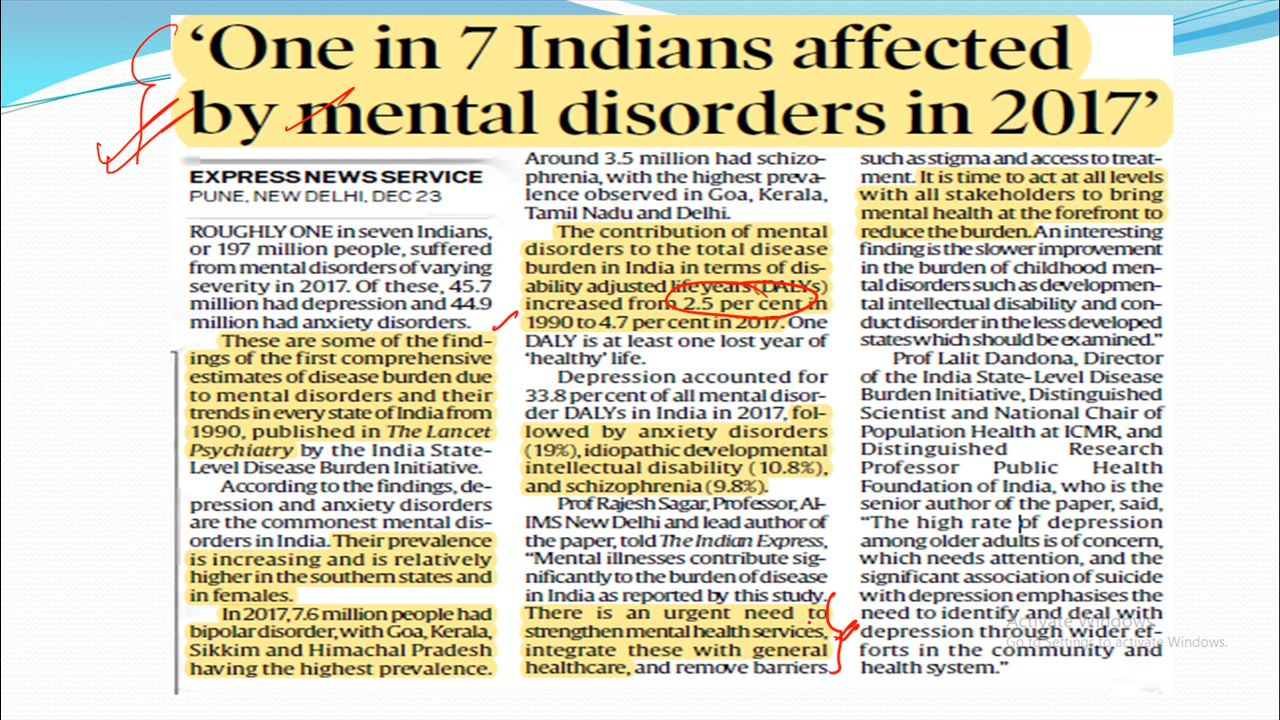 ‘One in 7 Indians affected
by mental disorders in 2017’
EXPRESS NEWS SERVICE
PUNE, NEW DELHI, DEC 23
ROUGHLY ONE in seven Indians,
or 197 million people, suffered
from mental disorders of varying
severity in 2017. Of these, 45.7
million had depression and 44.9
million had anxiety disorders.
These are some of the find-
ings of the first comprehensive
estimates of disease burden due
to mental disorders and their
trends in every state of India from
1990, published in The Lancet
Psychiatry by the India State-
Level Disease Burden Initiative.
According to the findings, de-
pression and anxiety disorders
are the commonest mental dis-
orders in India. Their prevalence
is increasing and is relatively
higher in the southern states and
in females.
In 2017, 7.6 million people had
bipolar disorder, with Goa, Kerala,
Sikkim and Himachal Pradesh
having the highest prevalence.
Around 3.5 million had schizo-
phrenia, with the highest preva-
lence observed in Goa, Kerala,
Tamil Nadu and Delhi.
The contribution of mental
disorders to the total disease
burden in India in terms of dis-
ability adjusted life years (DALYs)
increased from 2.5 per cent in
1990 to 4.7 per cent in 2017. One
DALY is at least one lost year of
‘healthy’ life.
Depression accounted for
33.8 per cent of all mental disor-
der DALYs in India in 2017, fol-
lowed by anxiety disorders
(19%), idiopathic developmental
intellectual disability (10.8%),
and schizophrenia (9.8%).
Prof Rajesh Sagar, Professor, AI-
IMS New Delhi and lead author of
the paper, told The Indian Express,
“Mental illnesses contribute sig-
nificantly to the burden of disease
in India as reported by this study.
There is an urgent need to
strengthen mental health services,
integrate these with general
healthcare, and remove barriers
such as stigma and access to treat-
ment. It is time to act at all levels
with all stakeholders to bring
mental health at the forefront to
reduce the burden. An interesting
finding is the slower improvement
in the burden of childhood men-
tal disorders such as developmen-
tal intellectual disability and con-
duct disorder in the less developed
states which should be examined.”
Prof Lalit Dandona, Director
of the India State-Level Disease
Burden Initiative, Distinguished
Scientist and National Chair of
Population Health at ICMR, and
Distinguished Research
Professor Public Health
Foundation of India, who is the
senior author of the paper, said,
“The high rate of depression
among older adults is of concern,
which needs attention, and the
significant association of suicide
with depression emphasises the
need to identify and deal with
depression through wider ef-
forts in the community and
health system.”
Activate Windows
Go to Settings to activate Windows.